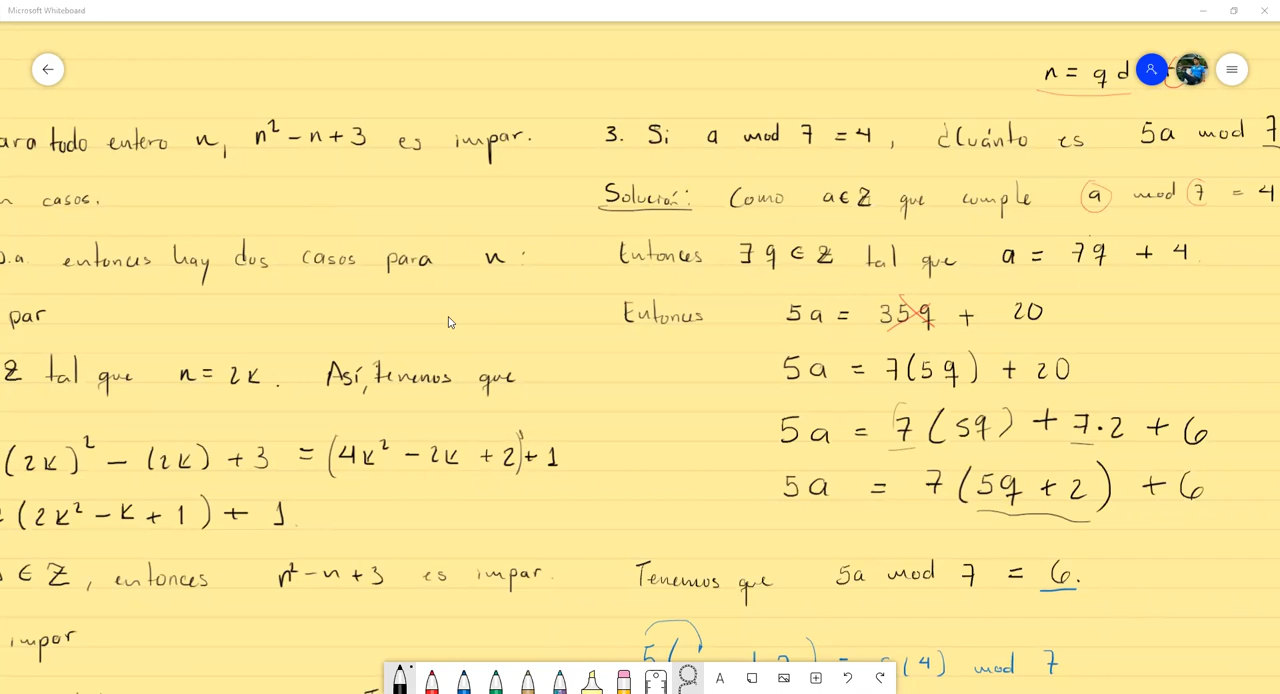 Microsoft Whiteboard
n = q d
ara todo entero n, n² - n + 3 es impar.
casos.
entonces hay dos casos para n:
par
Z tal que n = 2k. Así, tenemos que
(2k)² - (2k) + 3 = (4k² - 2k + 2) + 1
(2k² - k + 1) + 1.
∈ Z, entonces n² - n + 3 es impar.
impar
3. Si a mod 7 = 4, ¿Cuánto es 5a mod 7
Solución: Como a ∈ Z que cumple a mod 7 = 4
Entonces ∃ q ∈ Z tal que a = 7q + 4
Entonces 5a = 35q + 20
5a = 7(5q) + 20
5a = 7(5q) + 7·2 + 6
5a = 7(5q + 2) + 6
Tenemos que 5a mod 7 = 6.
(4) mod 7